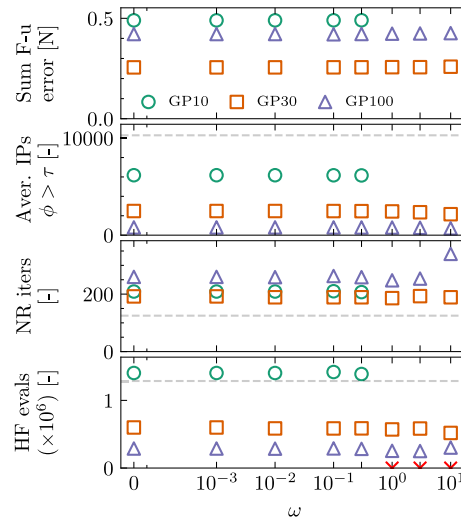 Sum F-u
error [N]
0.5
0.0
GP10 GP30 GP100
Aver. IPs
ϕ > τ [-]
10000
0
NR iters
[-]
200
0
HF evals
(×10⁶) [-]
1
0
0 10⁻³ 10⁻² 10⁻¹ 10⁰ 10¹
ω